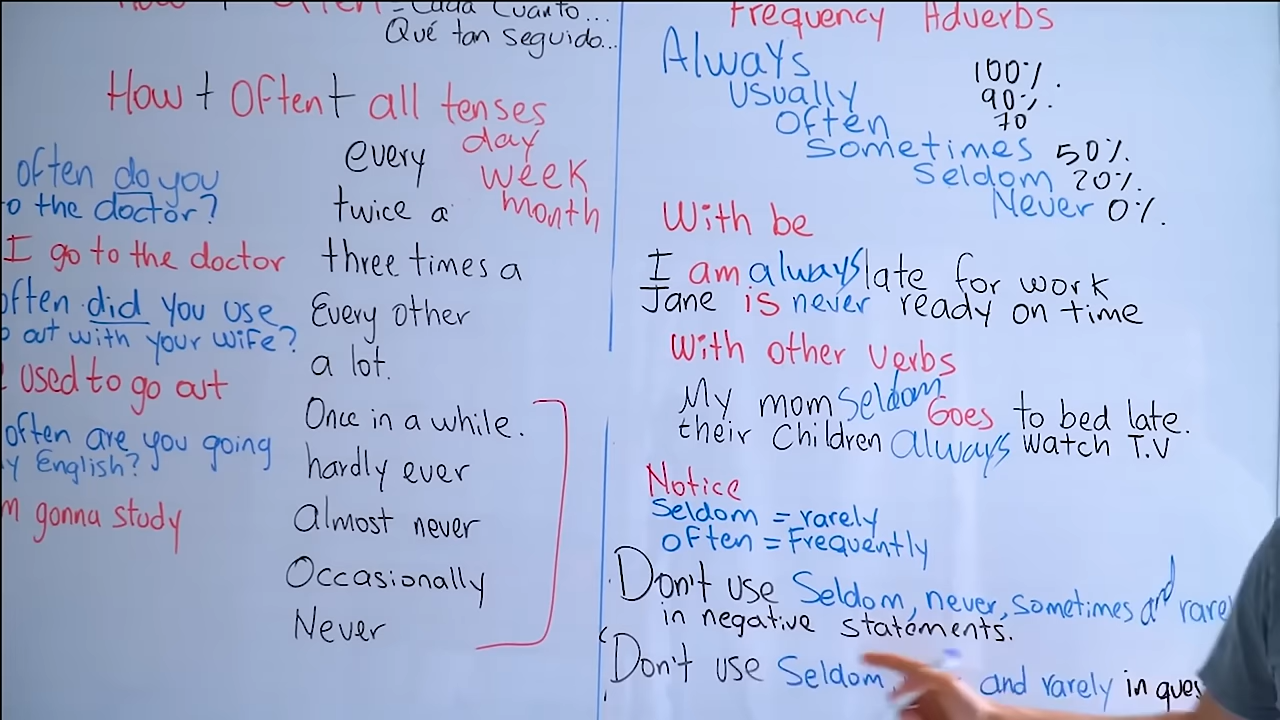 How + Often = Cada Cuanto...
Qué tan seguido...
How + Often + all tenses
often do you
to the doctor?
I go to the doctor
often did you use
out with your wife?
used to go out
often are you going
English?
gonna study
every day
week
twice a month
three times a
Every other
a lot.
Once in a while.
hardly ever
almost never
Occasionally
Never
Frequency Adverbs
Always 100%.
Usually 90%.
Often 70
Sometimes 50%.
Seldom 20%.
Never 0%.
With be
I am always late for work
Jane is never ready on time
With other verbs
My mom Seldom Goes to bed late.
their Children always watch T.V
Notice
Seldom = rarely
Often = Frequently
Don't use Seldom, never, sometimes and
in negative statements.
Don't use Seldom, and rarely in